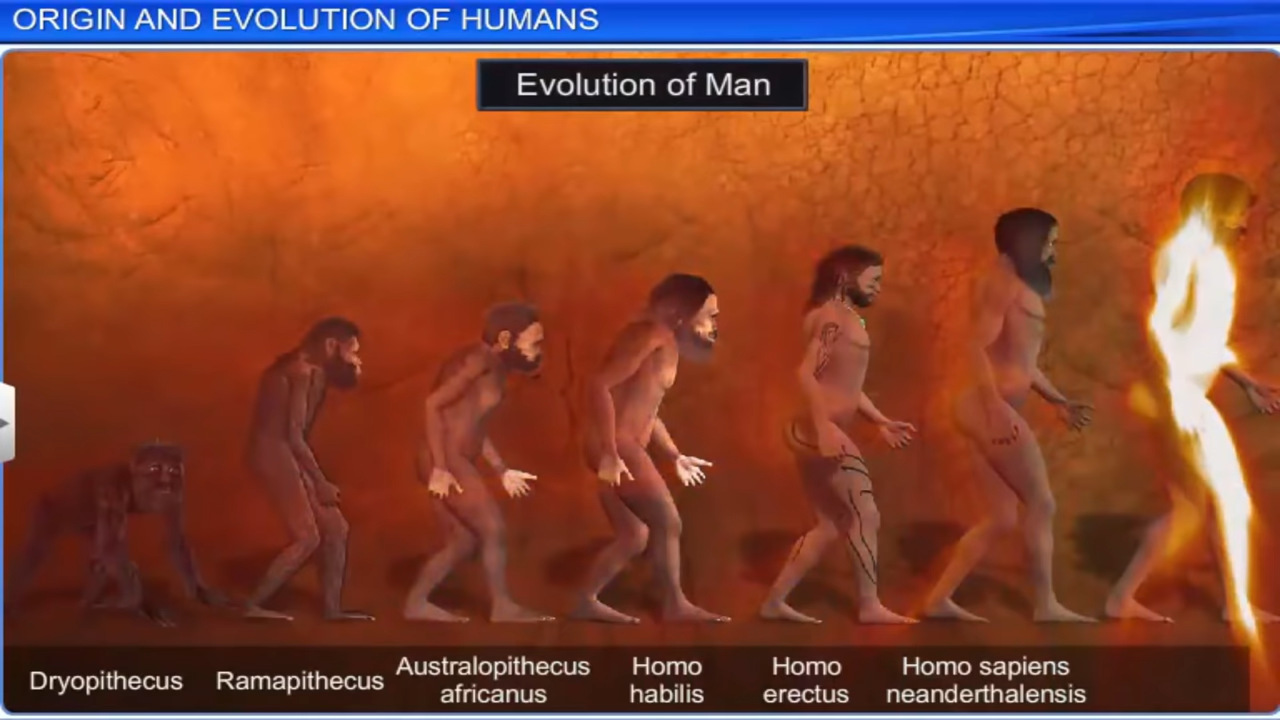 ORIGIN AND EVOLUTION OF HUMANS
Evolution of Man
Dryopithecus
Ramapithecus
Australopithecus
africanus
Homo
habilis
Homo
erectus
Homo sapiens
neanderthalensis